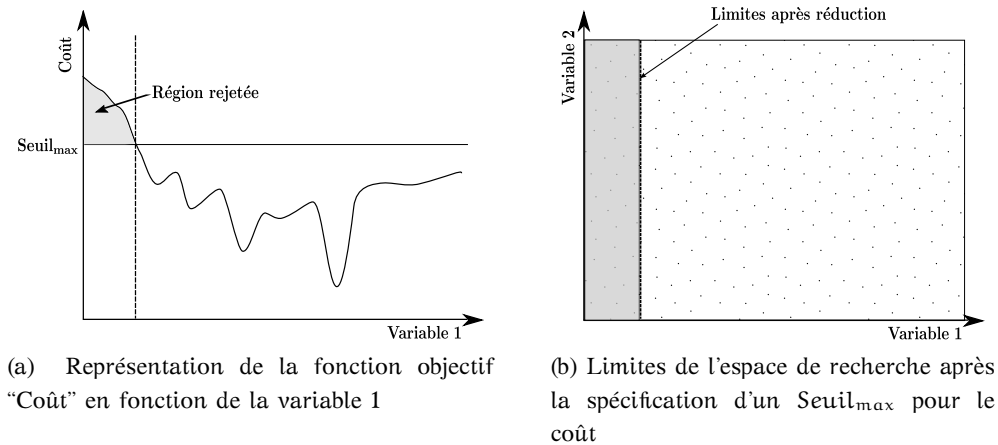 Coût
Région rejetée
Seuil_max
Variable 1
(a) Représentation de la fonction objectif
“Coût” en fonction de la variable 1
Limites après réduction
Variable 2
Variable 1
(b) Limites de l'espace de recherche après
la spécification d'un Seuil_max pour le
coût